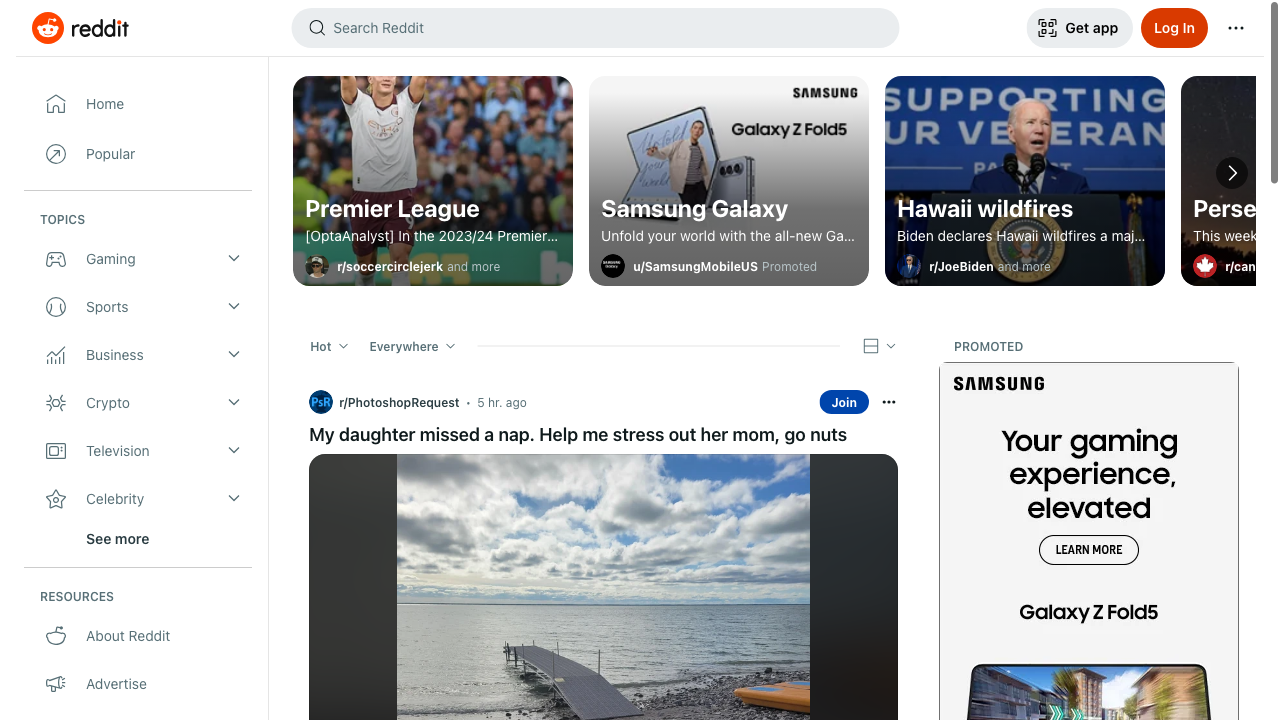 reddit
Search Reddit
Get app
Log In
Home
Popular
TOPICS
Gaming
Sports
Business
Crypto
Television
Celebrity
See more
RESOURCES
About Reddit
Advertise
Premier League
[OptaAnalyst] In the 2023/24 Premier...
r/soccercirclejerk and more
SAMSUNG
Galaxy Z Fold5
Unfold your world
Samsung Galaxy
Unfold your world with the all-new Ga...
u/SamsungMobileUS Promoted
SUPPORTING
UR VETERAN
Hawaii wildfires
Biden declares Hawaii wildfires a maj...
r/JoeBiden and more
Perse
This week
r/can
Hot
Everywhere
PsR r/PhotoshopRequest • 5 hr. ago
Join
My daughter missed a nap. Help me stress out her mom, go nuts
PROMOTED
SAMSUNG
Your gaming
experience,
elevated
LEARN MORE
Galaxy Z Fold5